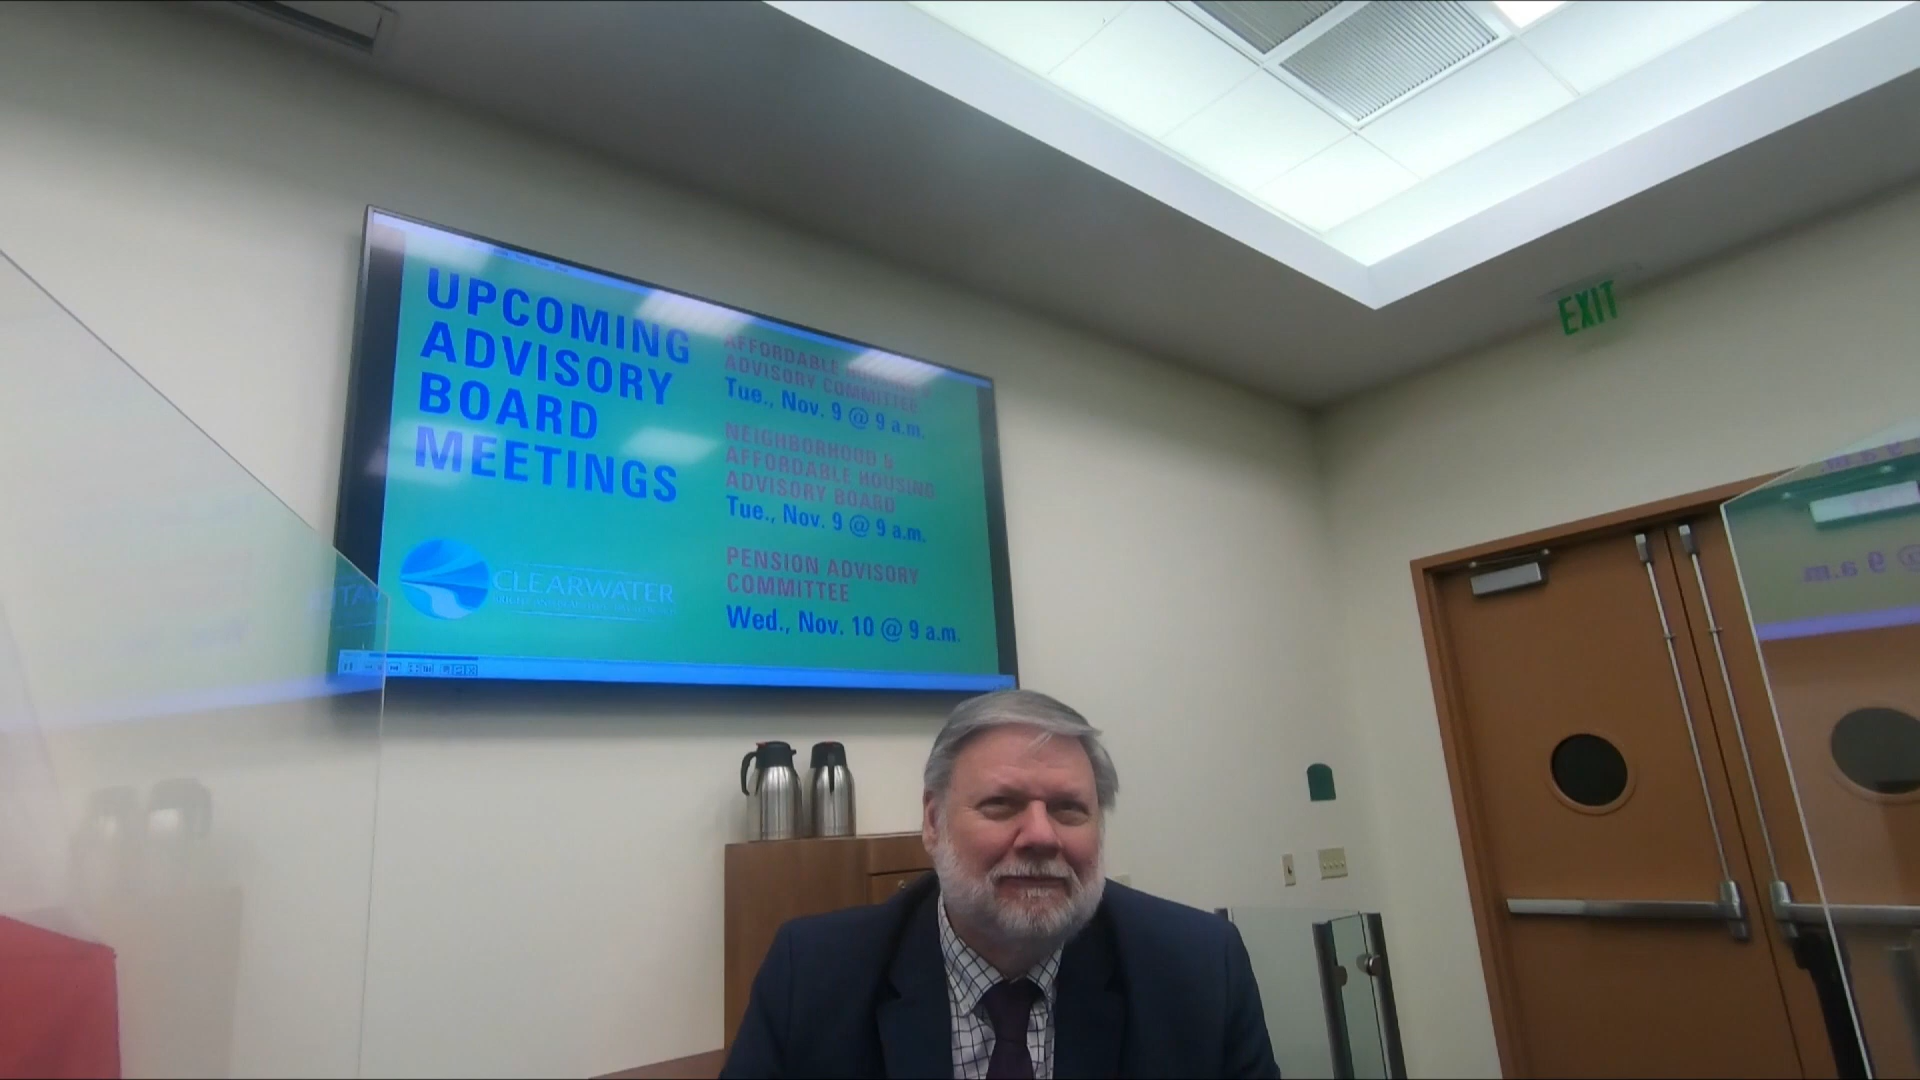 UPCOMING
ADVISORY
BOARD
MEETINGS
CLEARWATER
AFFORDABLE
ADVISORY COMMITTEE
Tue., Nov. 9 @ 9 a.m.
NEIGHBORHOOD &
AFFORDABLE HOUSING
ADVISORY BOARD
Tue., Nov. 9 @ 9 a.m.
PENSION ADVISORY
COMMITTEE
Wed., Nov. 10 @ 9 a.m.
EXIT